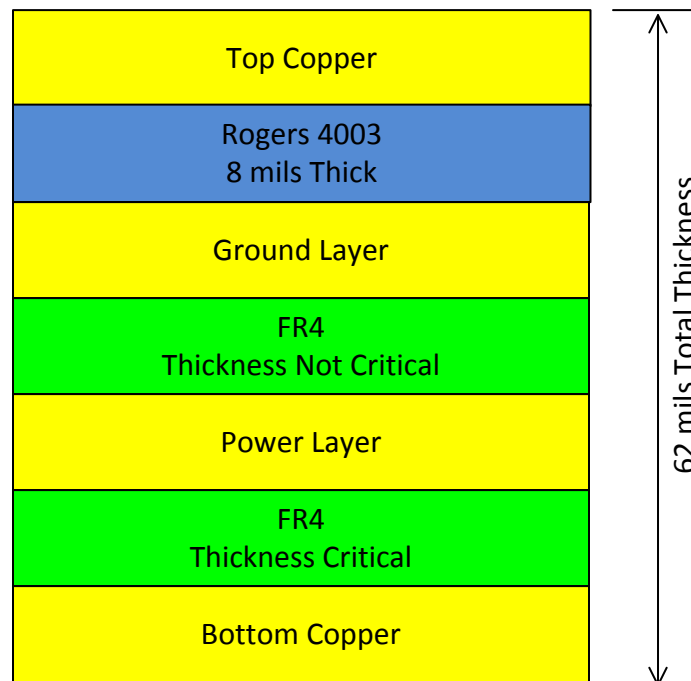 Top Copper
Rogers 4003
8 mils Thick
Ground Layer
FR4
Thickness Not Critical
Power Layer
FR4
Thickness Critical
Bottom Copper
62 mils Total Thickness